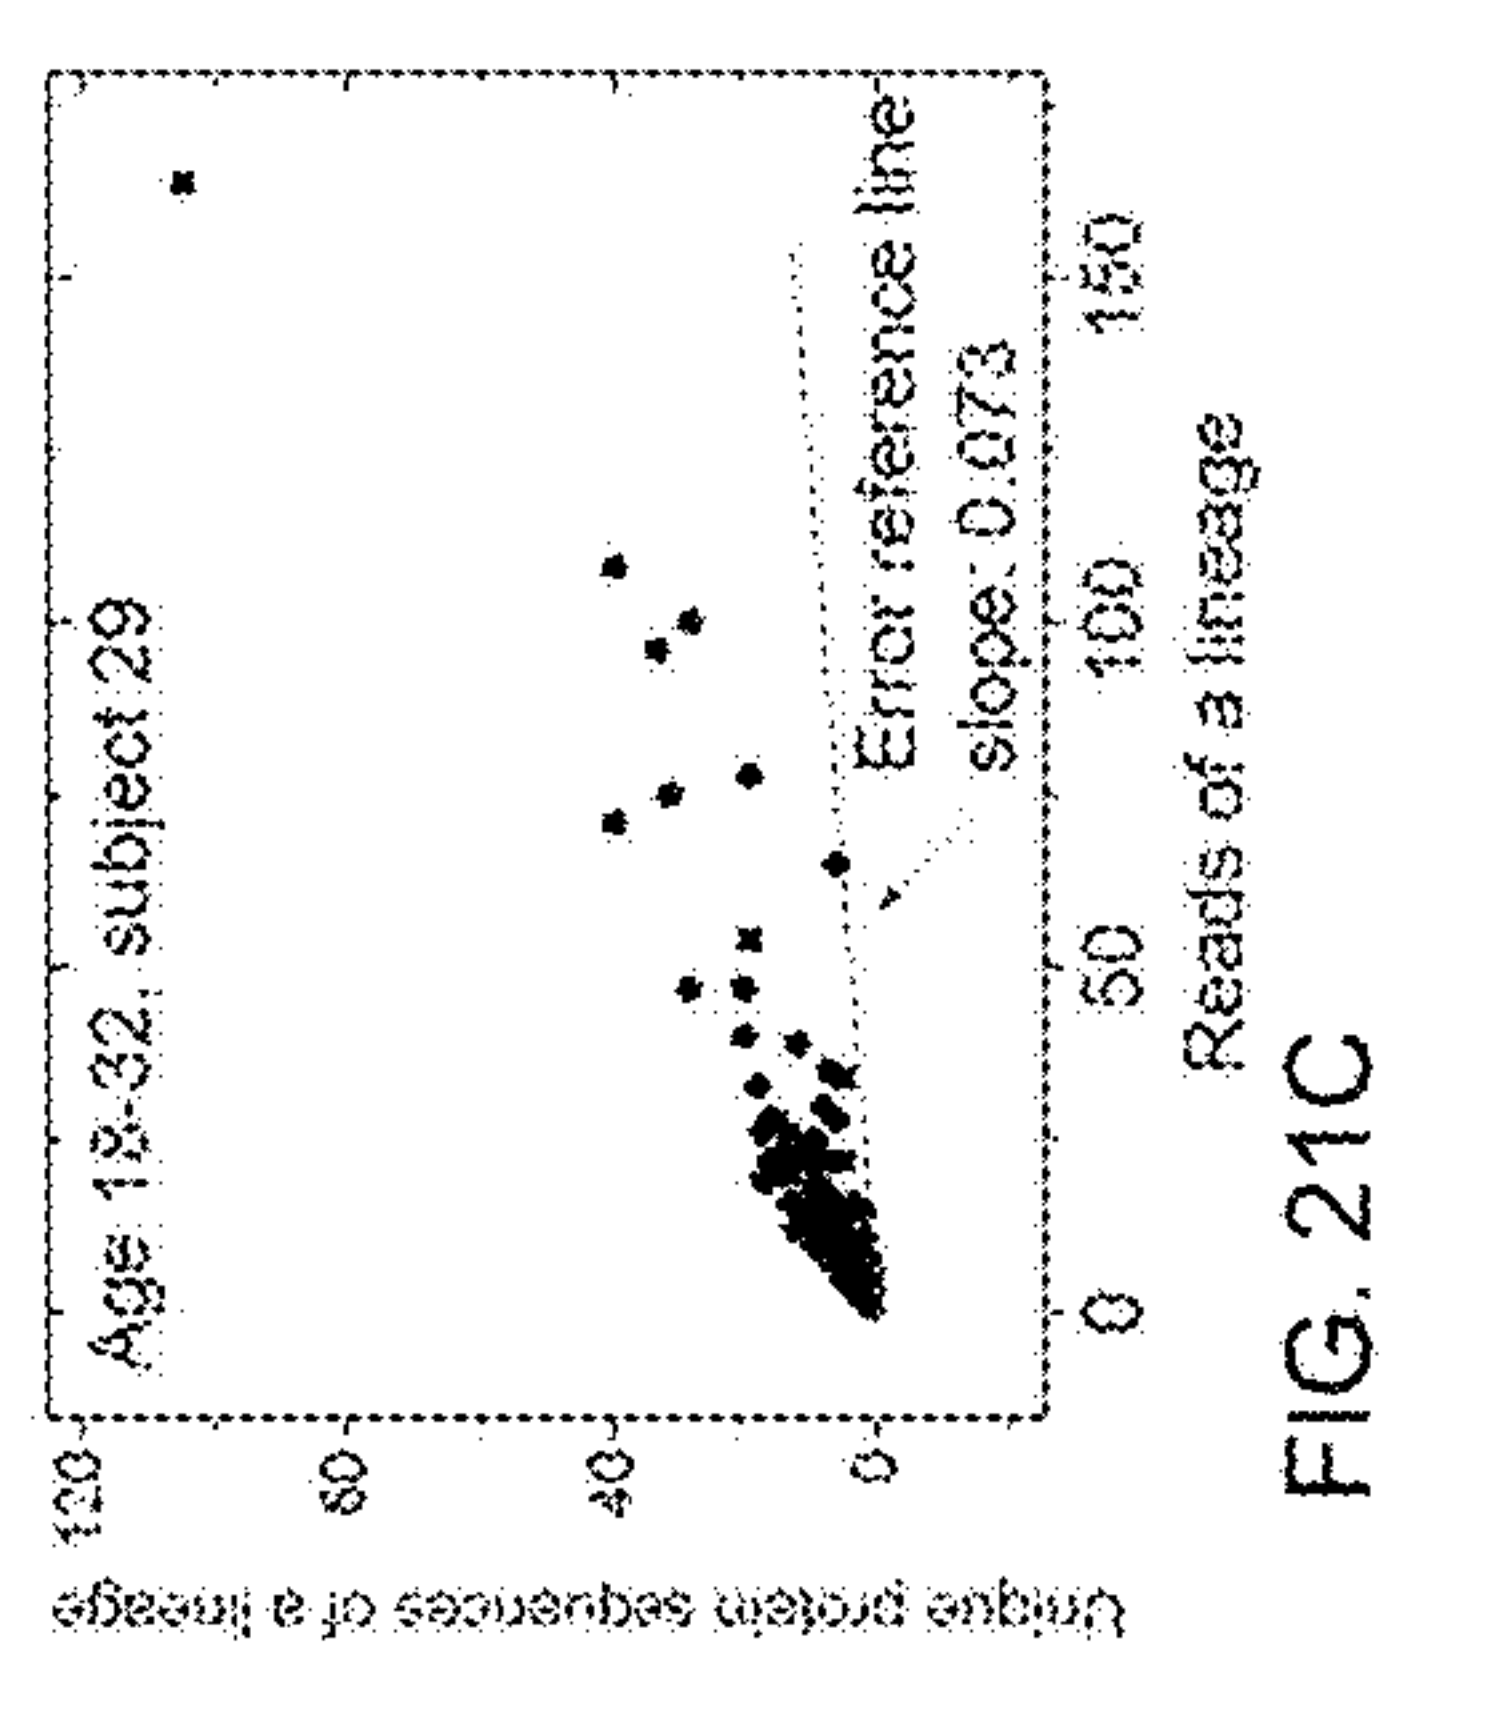 Age 18-32, subject 29
Unique protein sequences of a lineage
120
80
40
0
Error reference line
slope: 0.073
0
50
100
150
Reads of a lineage
FIG. 21C